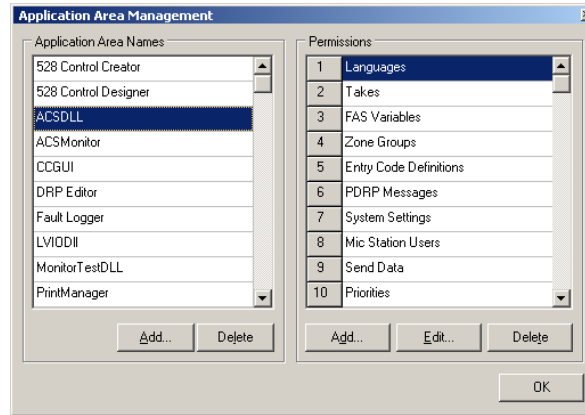 Application Area Management
Application Area Names
528 Control Creator
528 Control Designer
ACSDLL
ACSMonitor
CCGUI
DRP Editor
Fault Logger
LVIODll
MonitorTestDLL
PrintManager
Add...
Delete
Permissions
1 Languages
2 Takes
3 FAS Variables
4 Zone Groups
5 Entry Code Definitions
6 PDRP Messages
7 System Settings
8 Mic Station Users
9 Send Data
10 Priorities
Add...
Edit...
Delete
OK